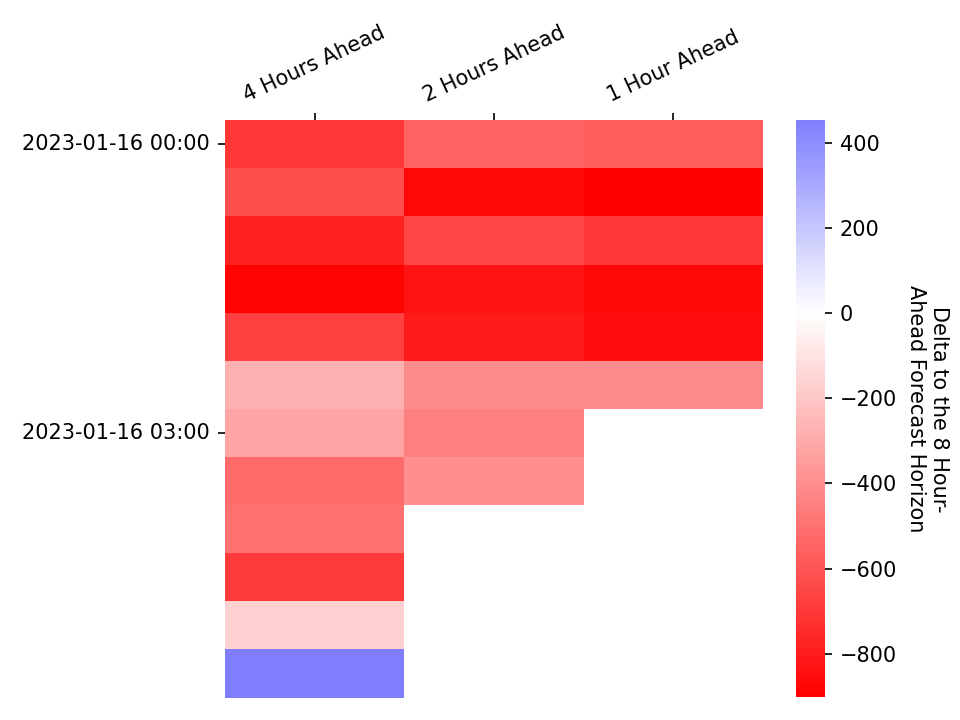 4 Hours Ahead
2 Hours Ahead
1 Hour Ahead
2023-01-16 00:00
2023-01-16 03:00
400
200
0
−200
−400
−600
−800
Delta to the 8 Hour-
Ahead Forecast Horizon